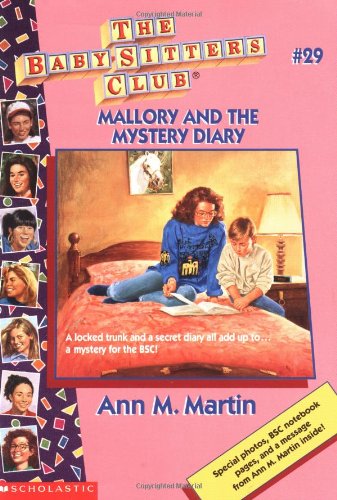 THE
BABY-SITTERS
CLUB®
#29
MALLORY AND THE
MYSTERY DIARY
A locked trunk and a secret diary all add up to...
a mystery for the BSC!
Ann M. Martin
Special photos, BSC notebook
pages, and a message
from Ann M. Martin inside!
SCHOLASTIC